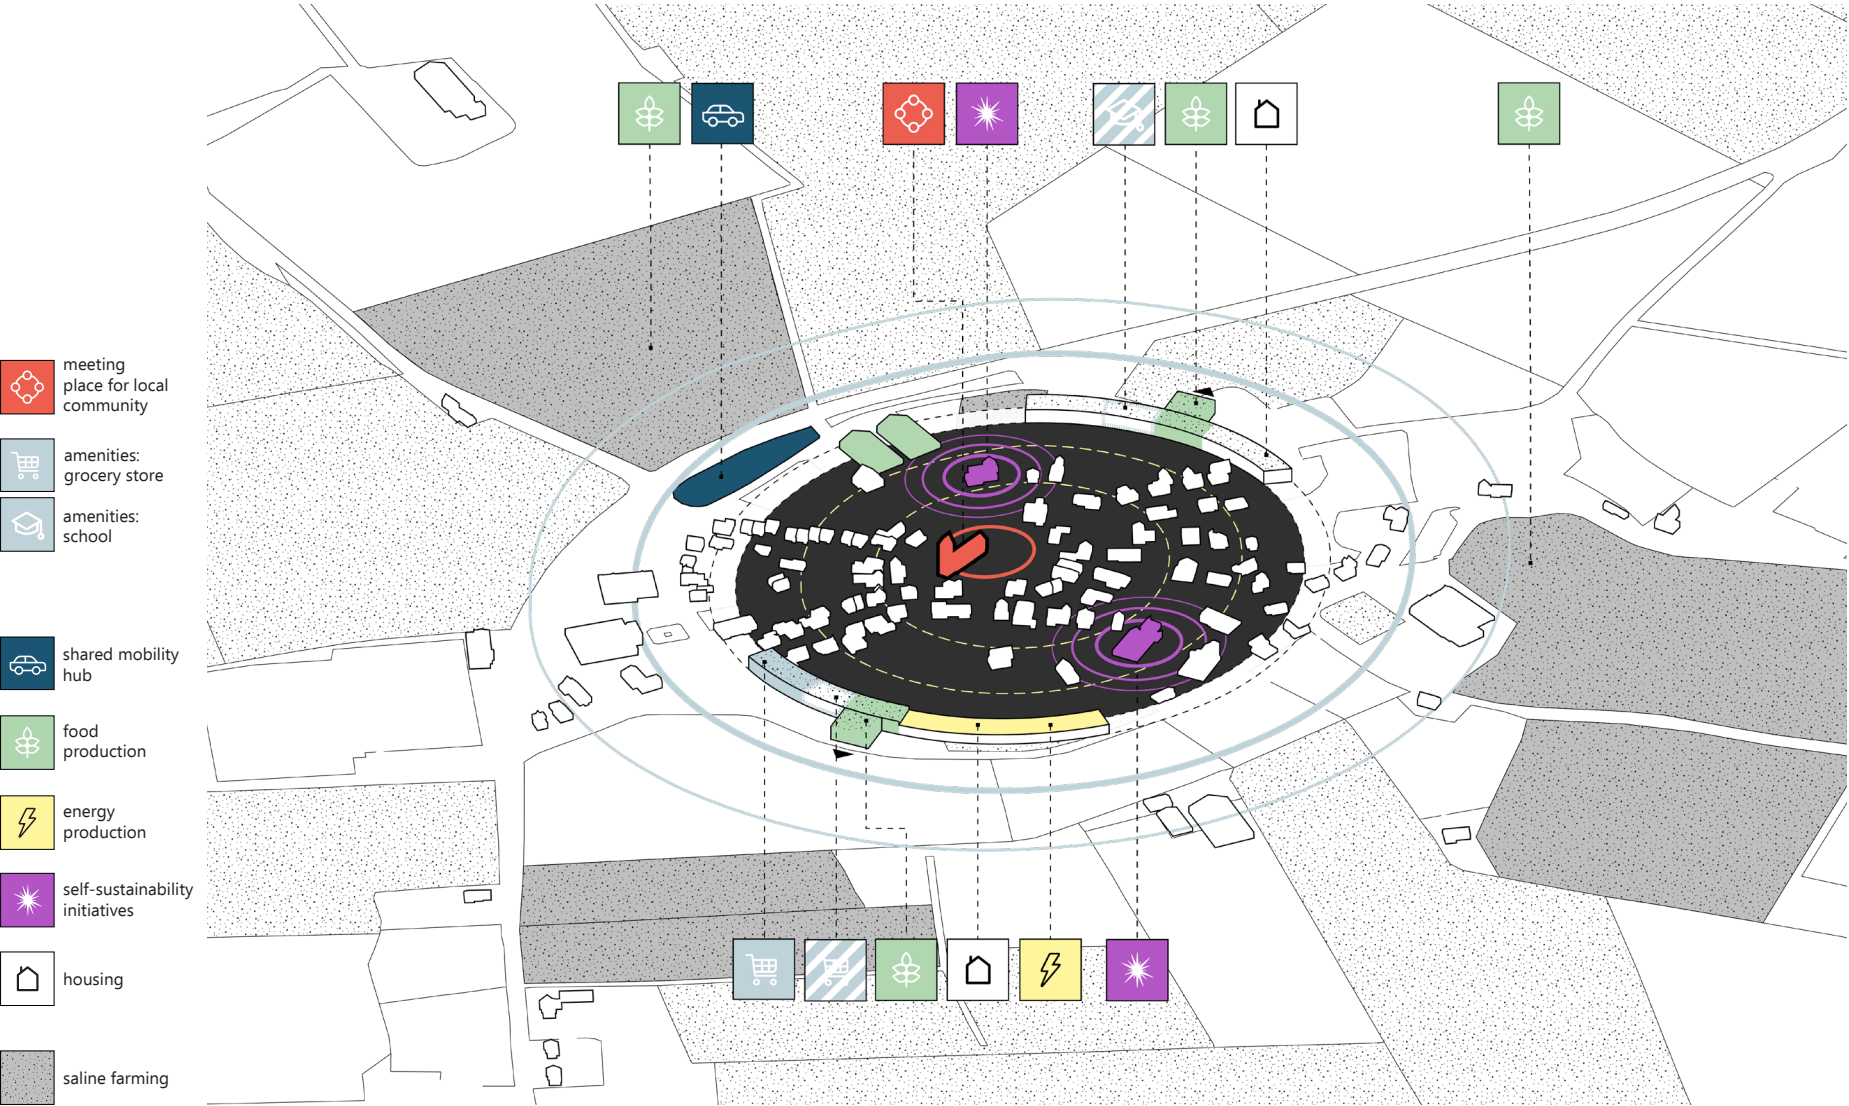 meeting
place for local
community
amenities:
grocery store
amenities:
school
shared mobility
hub
food
production
energy
production
self-sustainability
initiatives
housing
saline farming